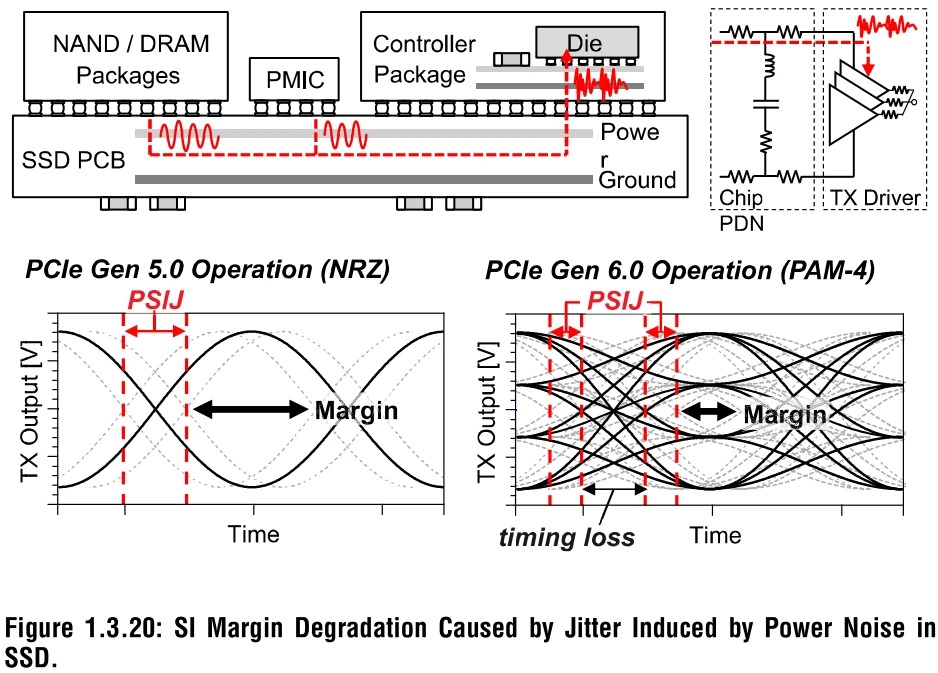 NAND / DRAM
Packages
PMIC
Controller
Package
Die
SSD PCB
Powe
r
Ground
Chip
PDN
TX Driver
PCIe Gen 5.0 Operation (NRZ)
PSIJ
TX Output [V]
Margin
Time
PCIe Gen 6.0 Operation (PAM-4)
PSIJ
TX Output [V]
Margin
timing loss
Time
Figure 1.3.20: SI Margin Degradation Caused by Jitter Induced by Power Noise in
SSD.